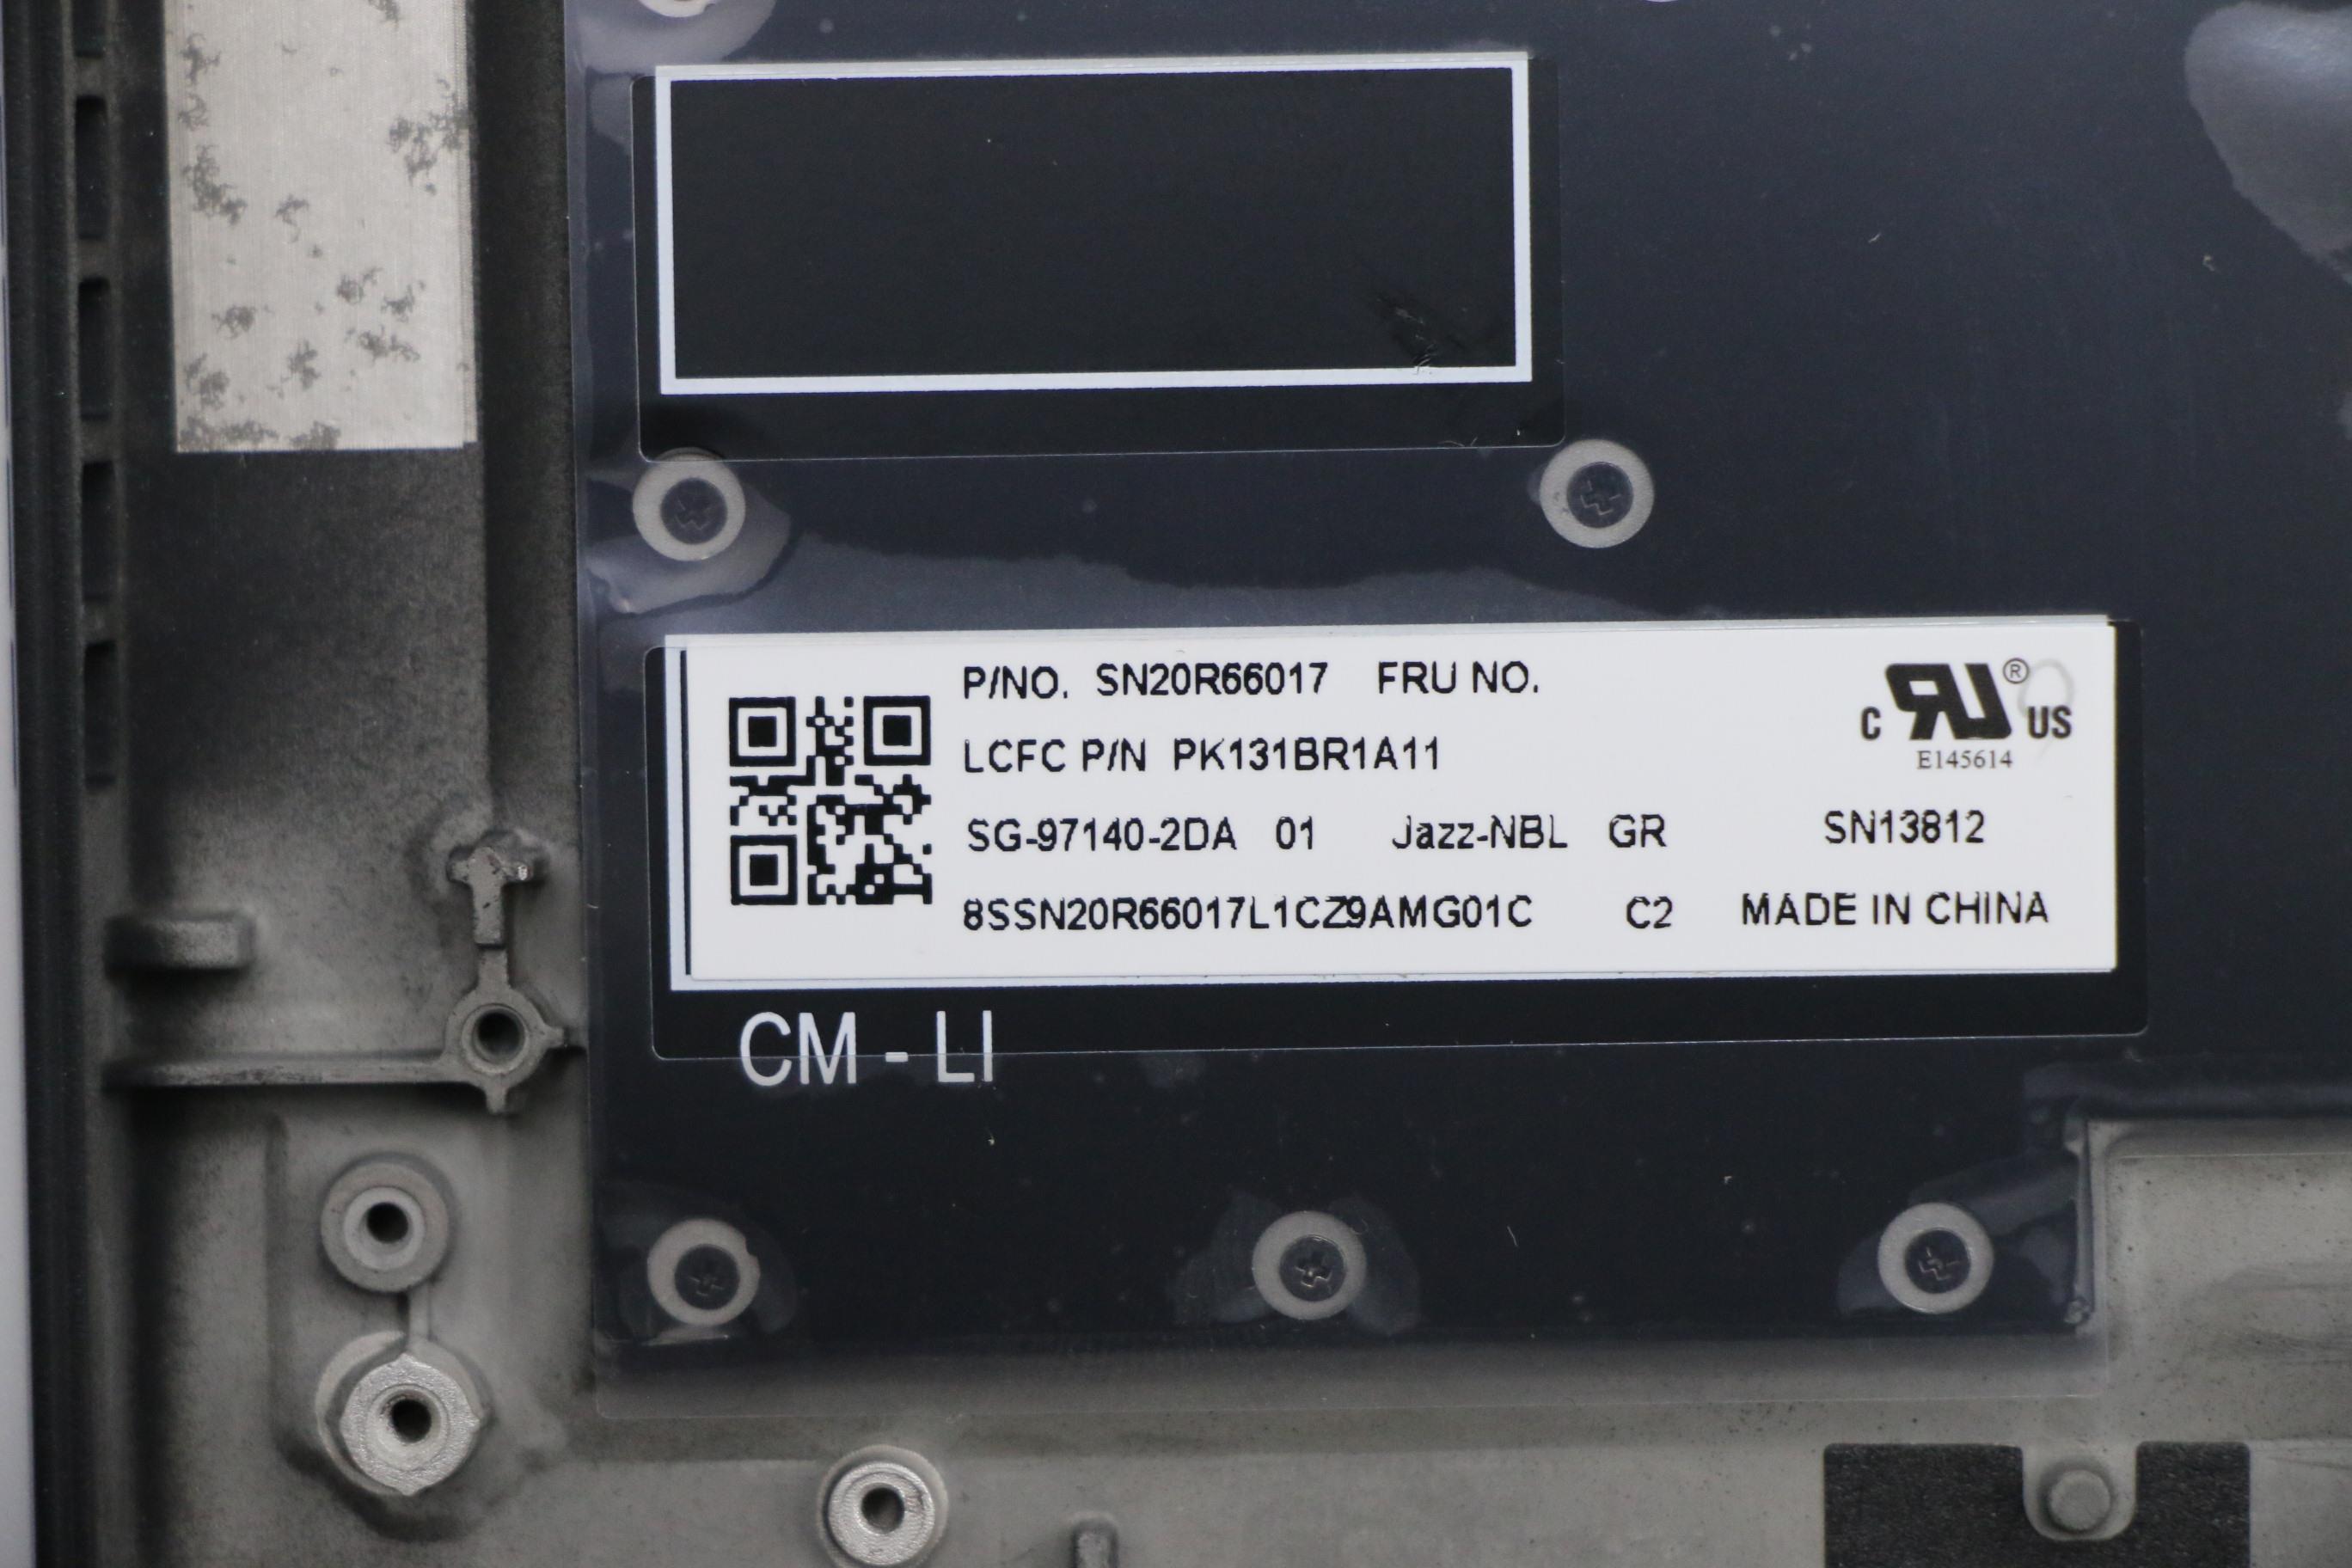 P/NO. SN20R66017 FRU NO.
LCFC P/N PK131BR1A11
SG-97140-2DA 01 Jazz-NBL GR
8SSN20R66017L1CZ9AMG01C C2
C RU ® US
E145614
SN13812
MADE IN CHINA
CM - LI